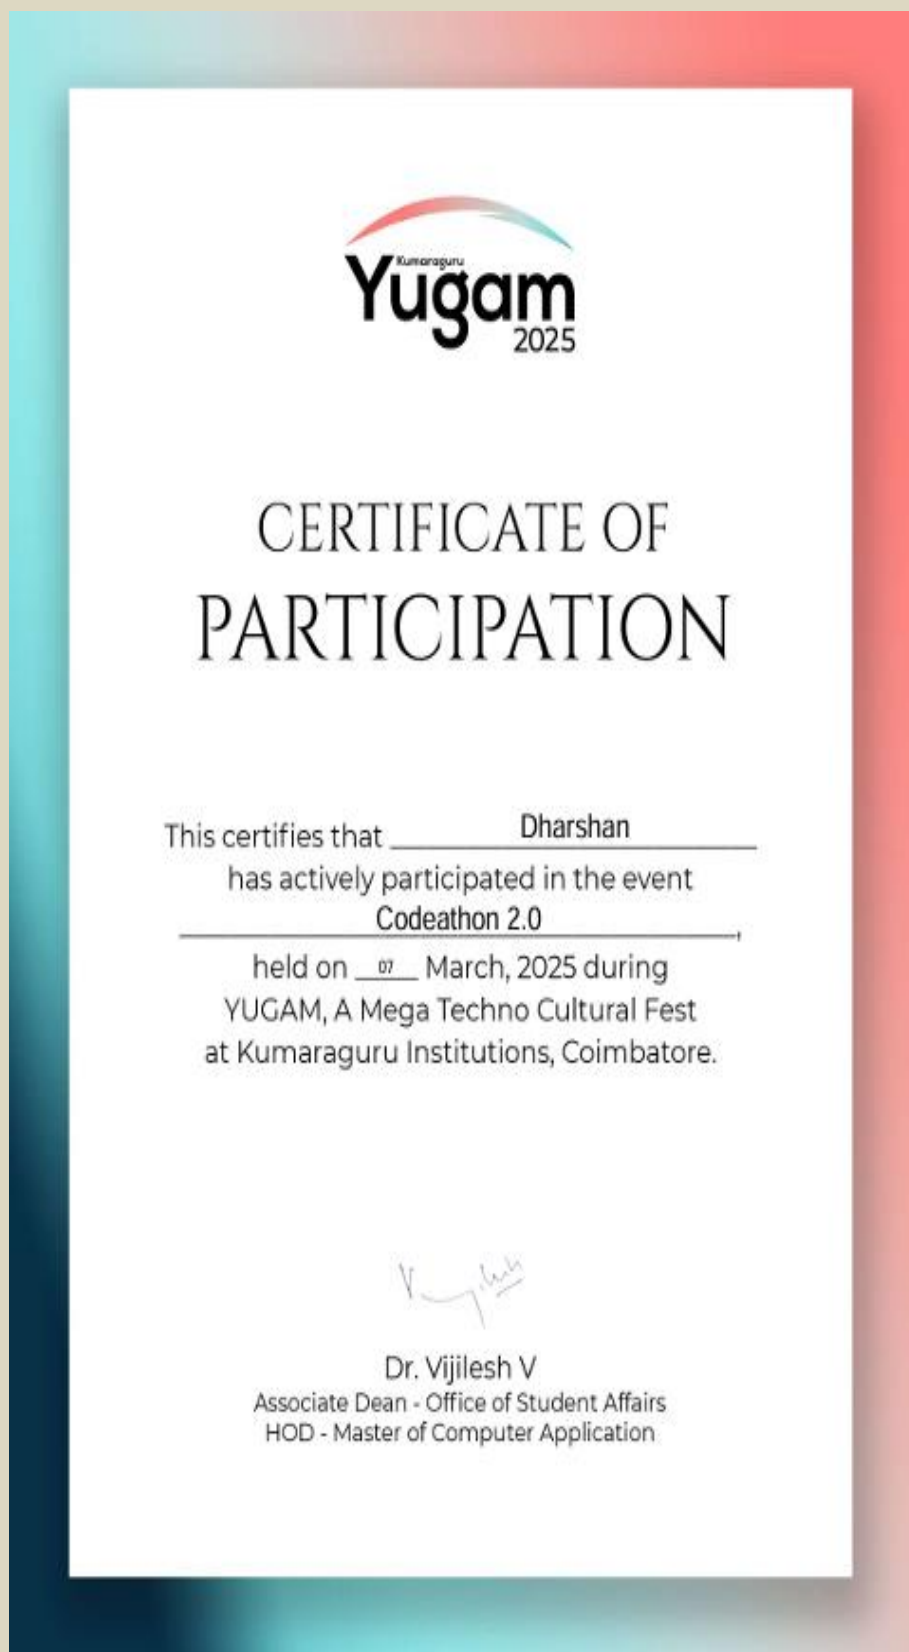 Kumaraguru
Yugam
2025
CERTIFICATE OF
PARTICIPATION
This certifies that Dharshan
has actively participated in the event
Codeathon 2.0,
held on 07 March, 2025 during
YUGAM, A Mega Techno Cultural Fest
at Kumaraguru Institutions, Coimbatore.
Dr. Vijilesh V
Associate Dean - Office of Student Affairs
HOD - Master of Computer Application